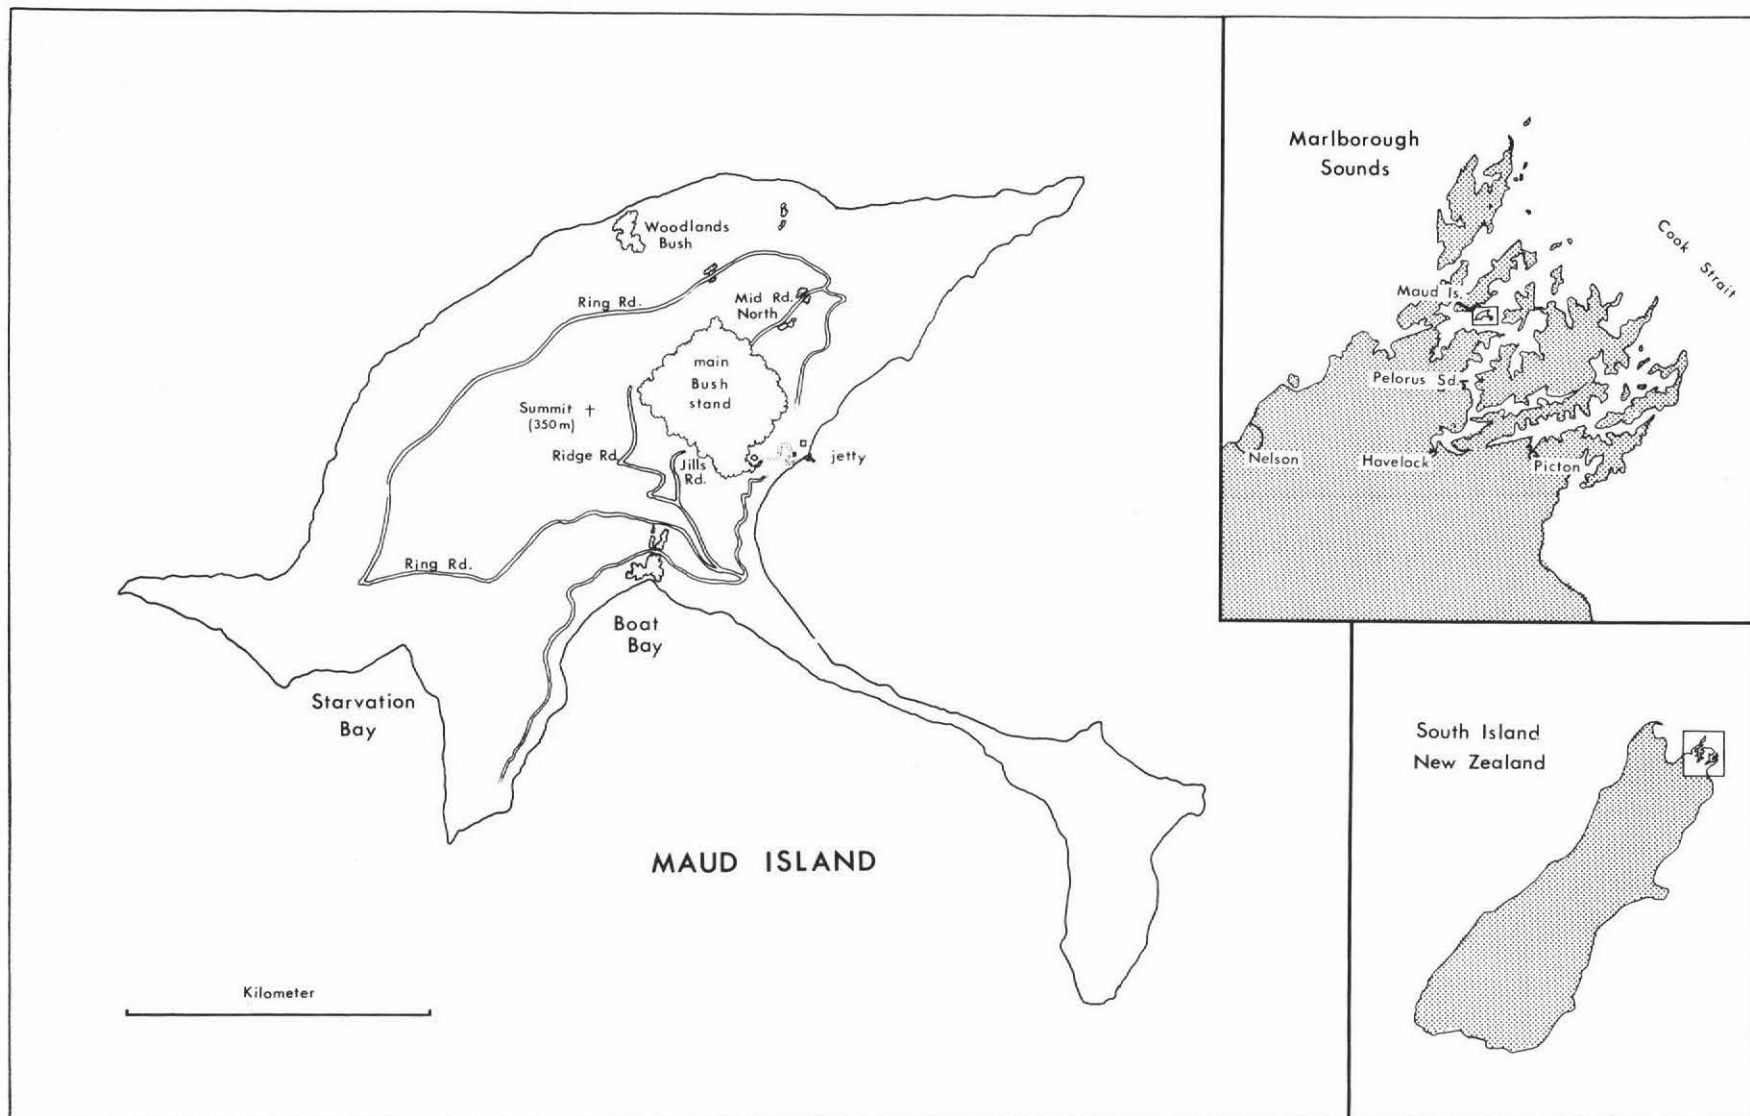 Woodlands
Bush
Ring Rd.
Mid Rd.
North
main
Bush
stand
Summit
(350m)
Ridge Rd.
Jills
Rd.
jetty
Ring Rd.
Boat
Bay
Starvation
Bay
MAUD ISLAND
Kilometer
Marlborough
Sounds
Cook Strait
Maud Is.
Pelorus Sd.
Nelson
Havelock
Picton
South Island
New Zealand